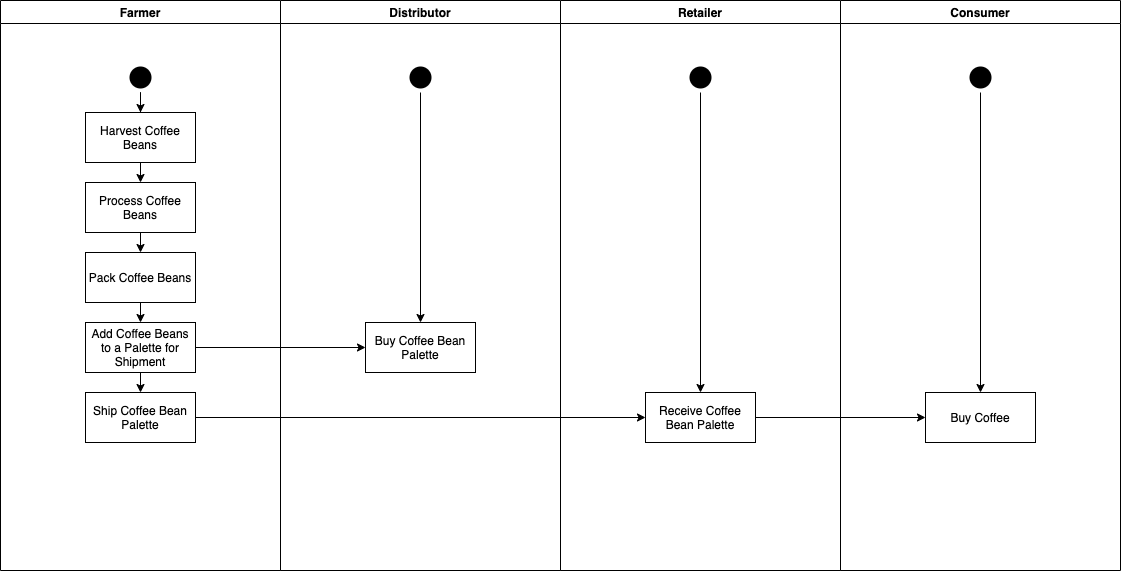 Farmer
Distributor
Retailer
Consumer
Harvest Coffee
Beans
Process Coffee
Beans
Pack Coffee Beans
Add Coffee Beans
to a Palette for
Shipment
Buy Coffee Bean
Palette
Ship Coffee Bean
Palette
Receive Coffee
Bean Palette
Buy Coffee